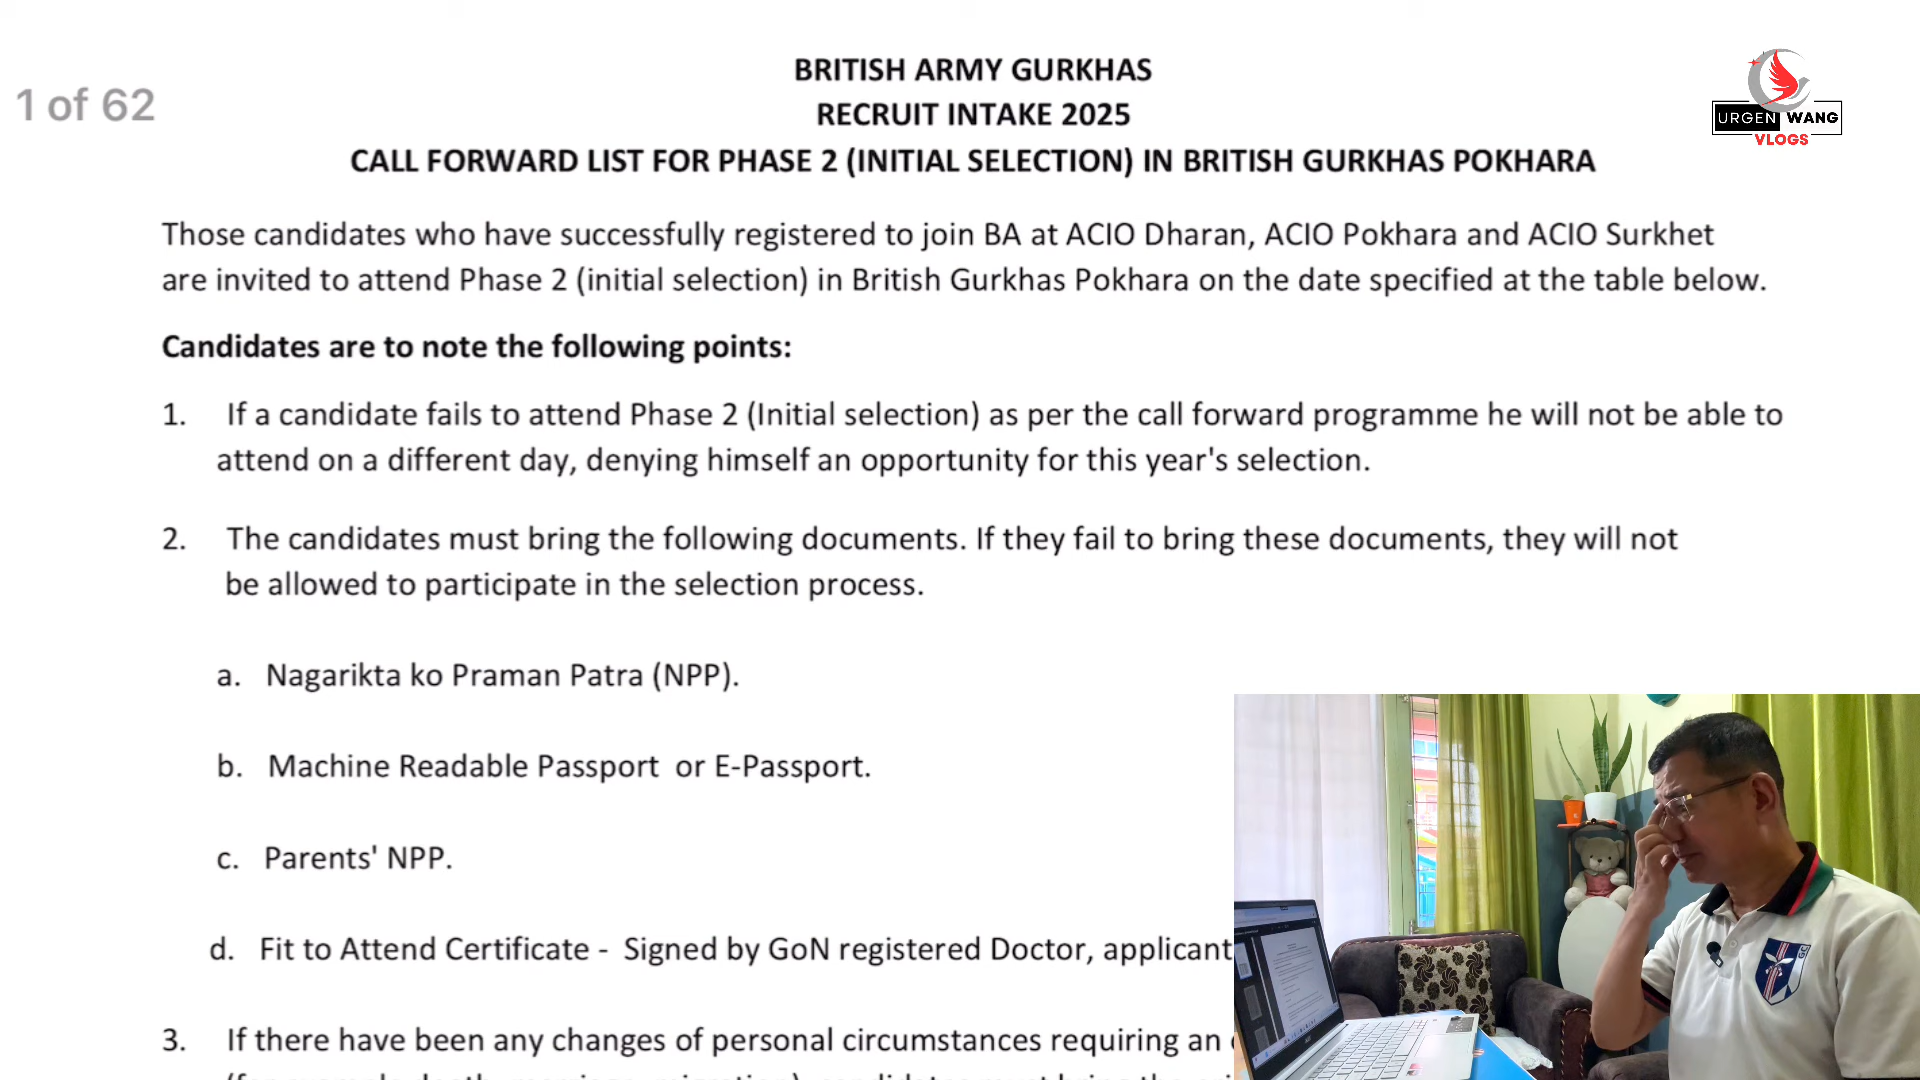 BRITISH ARMY GURKHAS
1 of 62
RECRUIT INTAKE 2025
URGEN WANG
VLOGS
CALL FORWARD LIST FOR PHASE 2 (INITIAL SELECTION) IN BRITISH GURKHAS POKHARA
Those candidates who have successfully registered to join BA at ACIO Dharan, ACIO Pokhara and ACIO Surkhet
are invited to attend Phase 2 (initial selection) in British Gurkhas Pokhara on the date specified at the table below.
Candidates are to note the following points:
1. If a candidate fails to attend Phase 2 (Initial selection) as per the call forward programme he will not be able to
attend on a different day, denying himself an opportunity for this year's selection.
2. The candidates must bring the following documents. If they fail to bring these documents, they will not
be allowed to participate in the selection process.
a. Nagarikta ko Praman Patra (NPP).
b. Machine Readable Passport or E-Passport.
c. Parents' NPP.
d. Fit to Attend Certificate - Signed by GoN registered Doctor, applicant
3. If there have been any changes of personal circumstances requiring an
GC